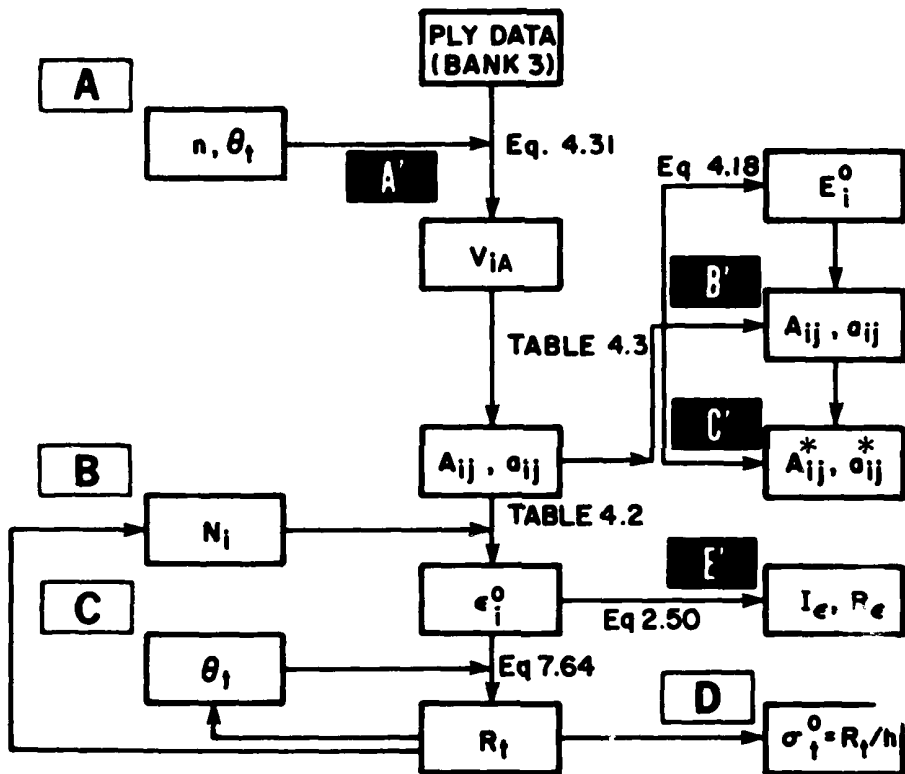 PLY DATA
(BANK 3)
A
n, θt
A'
Eq. 4.31
Eq 4.18
E°i
ViA
B'
Aij, aij
TABLE 4.3
C'
A*ij, a*ij
Aij, aij
B
TABLE 4.2
Ni
E'
C
ϵ°i
Iϵ, Rϵ
Eq 2.50
θt
Eq 7.64
D
Rt
σ°t = Rt/h